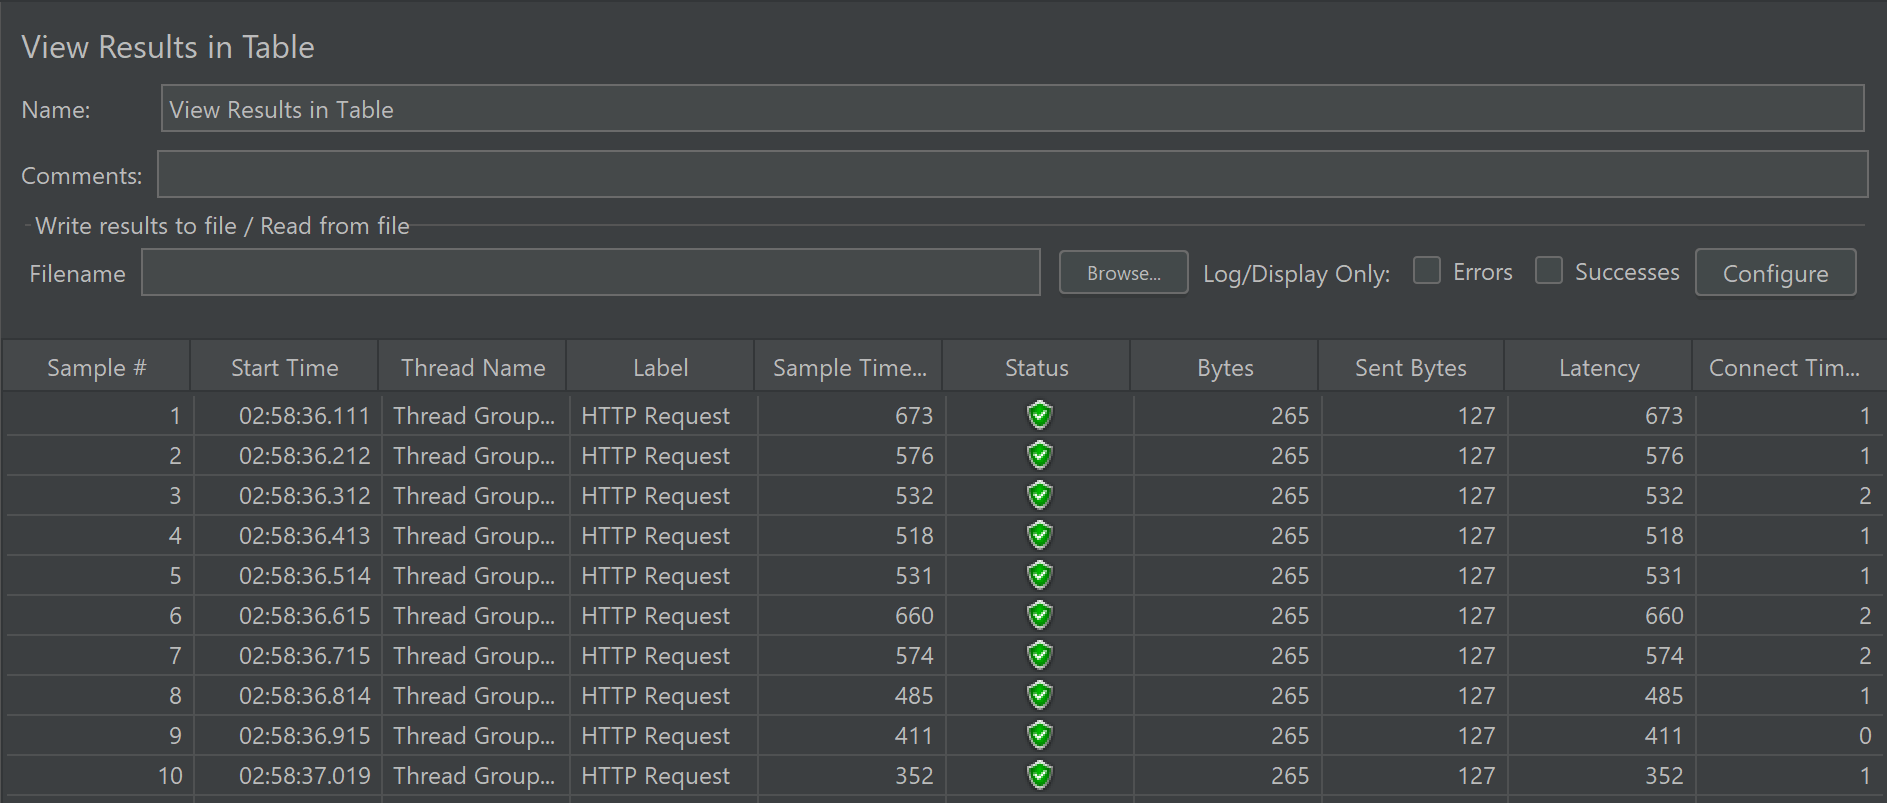 View Results in Table
Name: View Results in Table
Comments:
Write results to file / Read from file
Filename Browse... Log/Display Only: Errors Successes Configure
Sample # Start Time Thread Name Label Sample Time... Status Bytes Sent Bytes Latency Connect Tim...
1 02:58:36.111 Thread Group... HTTP Request 673 265 127 673 1
2 02:58:36.212 Thread Group... HTTP Request 576 265 127 576 1
3 02:58:36.312 Thread Group... HTTP Request 532 265 127 532 2
4 02:58:36.413 Thread Group... HTTP Request 518 265 127 518 1
5 02:58:36.514 Thread Group... HTTP Request 531 265 127 531 1
6 02:58:36.615 Thread Group... HTTP Request 660 265 127 660 2
7 02:58:36.715 Thread Group... HTTP Request 574 265 127 574 2
8 02:58:36.814 Thread Group... HTTP Request 485 265 127 485 1
9 02:58:36.915 Thread Group... HTTP Request 411 265 127 411 0
10 02:58:37.019 Thread Group... HTTP Request 352 265 127 352 1